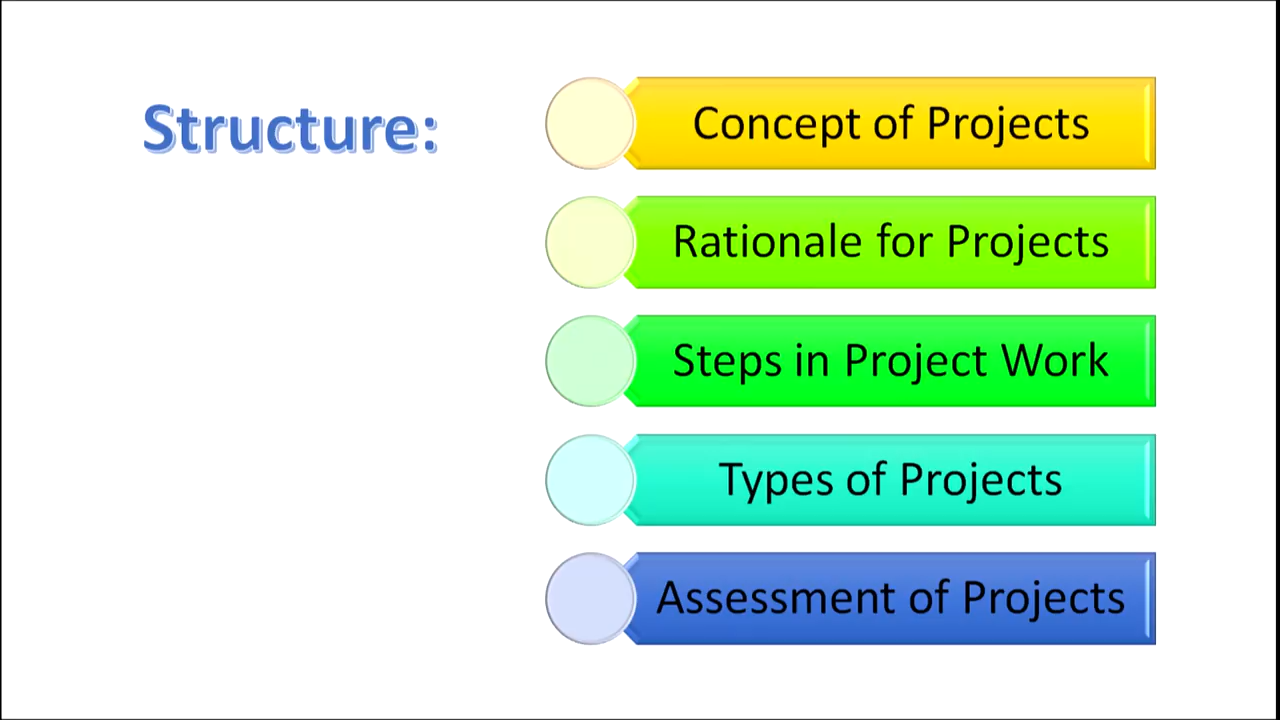 Structure:
Concept of Projects
Rationale for Projects
Steps in Project Work
Types of Projects
Assessment of Projects